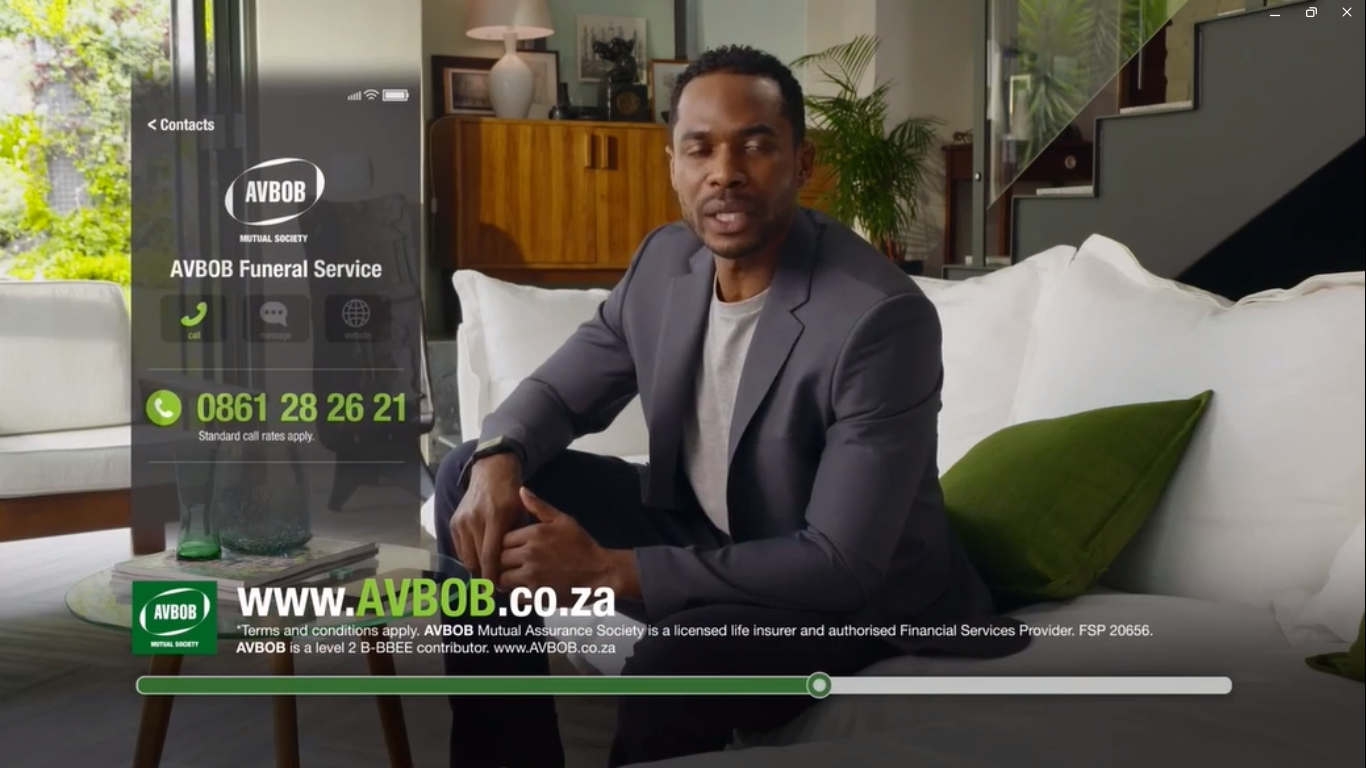 < Contacts
AVBOB
MUTUAL SOCIETY
AVBOB Funeral Service
call
message
website
0861 28 26 21
Standard call rates apply.
AVBOB
MUTUAL SOCIETY
www.AVBOB.co.za
*Terms and conditions apply. AVBOB Mutual Assurance Society is a licensed life insurer and authorised Financial Services Provider. FSP 20656.
AVBOB is a level 2 B-BBEE contributor. www.AVBOB.co.za